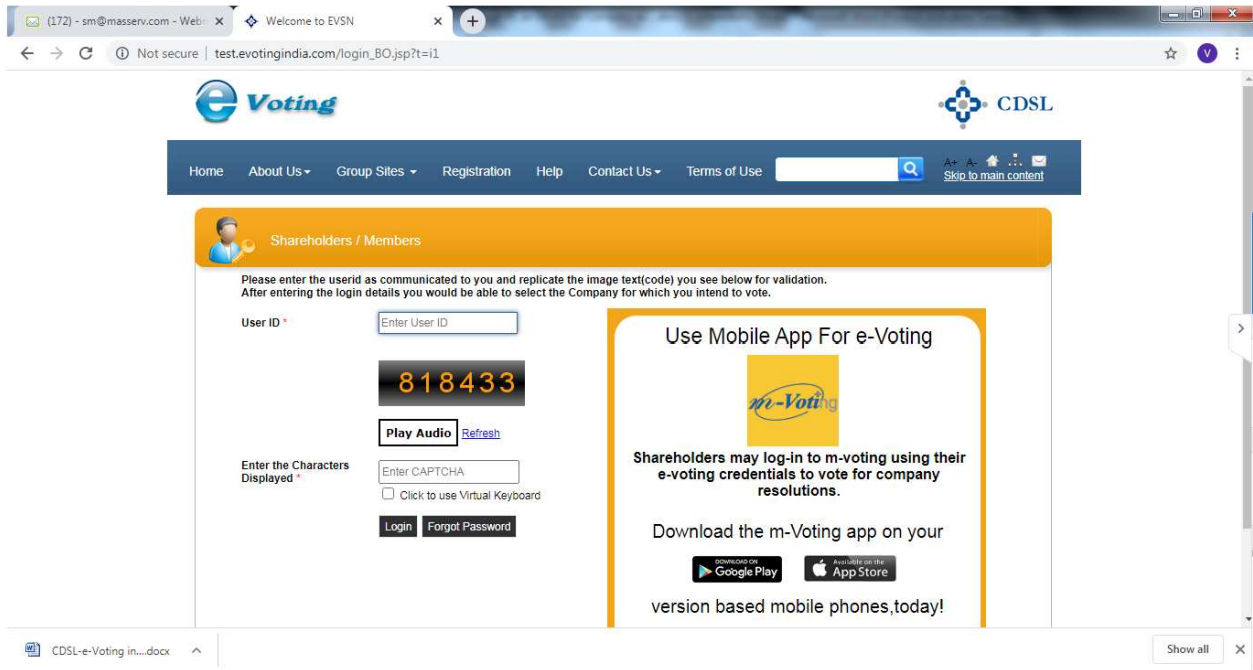 (172) - sm@masserv.com - Web
Welcome to EVSN
Not secure | test.evotingindia.com/login_BO.jsp?t=i1
V
e Voting
CDSL
Home About Us Group Sites Registration Help Contact Us Terms of Use
A+ A-
Skip to main content
Shareholders / Members
Please enter the userid as communicated to you and replicate the image text(code) you see below for validation.
After entering the login details you would be able to select the Company for which you intend to vote.
User ID *
Enter User ID
818433
Play Audio Refresh
Enter the Characters
Displayed *
Enter CAPTCHA
Click to use Virtual Keyboard
Login Forgot Password
Use Mobile App For e-Voting
m-Voting
Shareholders may log-in to m-voting using their
e-voting credentials to vote for company
resolutions.
Download the m-Voting app on your
DOWNLOAD ON
Google Play
Available on the
App Store
version based mobile phones,today!
CDSL-e-Voting in....docx
Show all